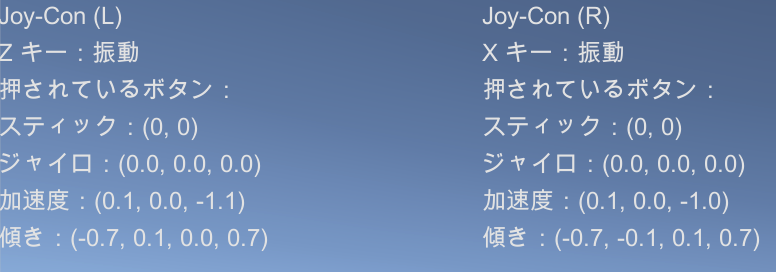 Joy-Con (L)
Z キー：振動
押されているボタン：
スティック：(0, 0)
ジャイロ：(0.0, 0.0, 0.0)
加速度：(0.1, 0.0, -1.1)
傾き：(-0.7, 0.1, 0.0, 0.7)
Joy-Con (R)
X キー：振動
押されているボタン：
スティック：(0, 0)
ジャイロ：(0.0, 0.0, 0.0)
加速度：(0.1, 0.0, -1.0)
傾き：(-0.7, -0.1, 0.1, 0.7)